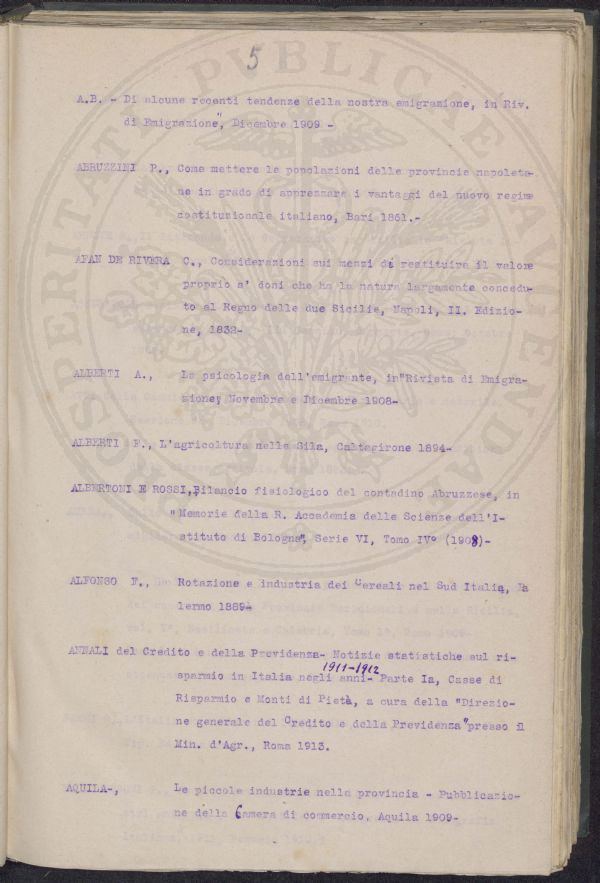 5
A.B. - Di alcune recenti tendenze della nostra emigrazione, in Riv.
di Emigrazione", Dicembre 1909 -
ABRUZZINI P., Come mettere le popolazioni delle provincie napoleta-
ne in grado di apprezzare i vantaggi del nuovo regime
costituzionale italiano, Bari 1861.-
AFAN DE RIVERA C., Considerazioni sui mezzi da restituire il valore
proprio a' doni che ha la natura largamente concedu-
to al Regno delle due Sicilie, Napoli, II. Edizio-
ne, 1832-
ALBERTI A., La psicologia dell'emigrante, in"Rivista di Emigra-
zione", Novembre e Dicembre 1908-
ALBERTI F., L'agricoltura nella Sila, Caltagirone 1894-
ALBERTONI E ROSSI, Bilancio fisiologico del contadino Abruzzese, in
"Memorie della R. Accademia delle Scienze dell'I-
stituto di Bologna", Serie VI, Tomo IV° (1908)-
ALFONSO F., Rotazione e industria dei Cereali nel Sud Italia, Pa
lermo 1889-
ANNALI del Credito e della Previdenza- Notizie statistiche sul ri-
sparmio in Italia negli anni 1911-1912 - Parte Ia, Casse di
Risparmio e Monti di Pietà, a cura della "Direzio-
ne generale del Credito e della Previdenza" presso il
Min. d'Agr., Roma 1913.
AQUILA-, Le piccole industrie nella provincia - Pubblicazio-
ne della Camera di commercio, Aquila 1909-